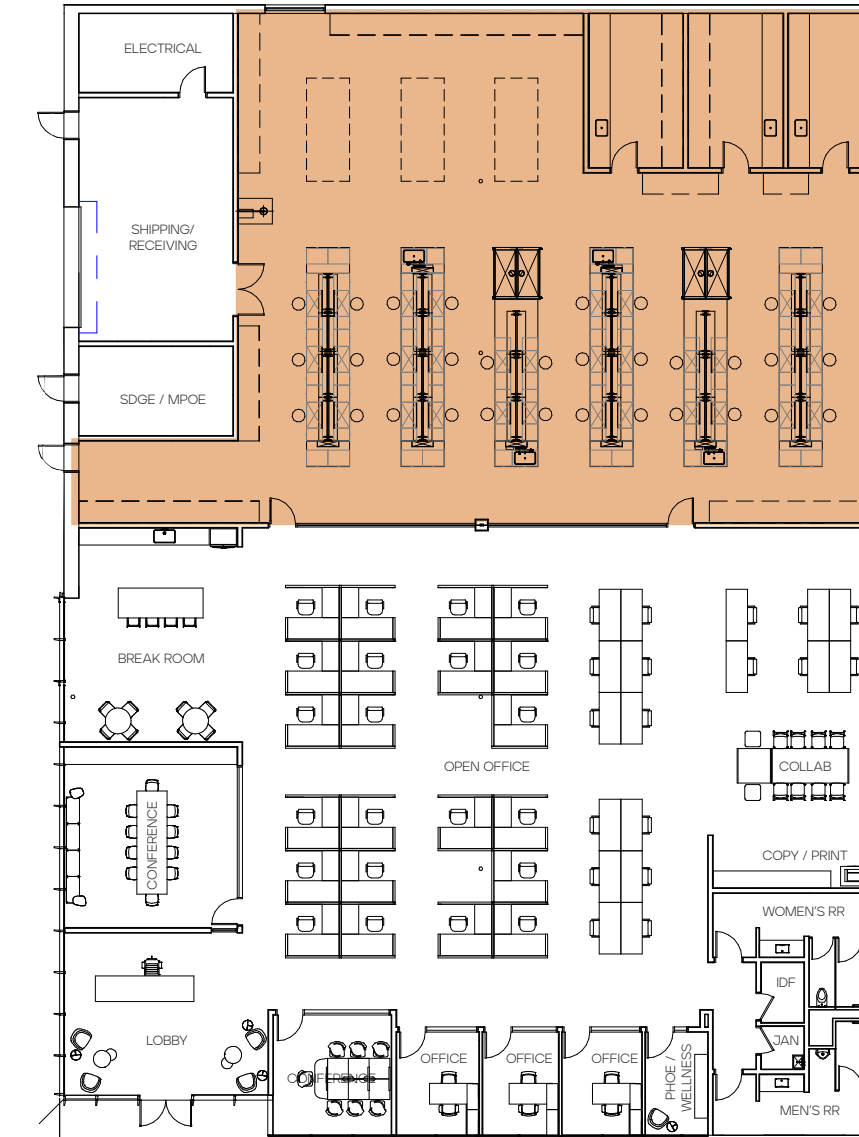 ELECTRICAL
SHIPPING/
RECEIVING
SDGE / MPOE
BREAK ROOM
OPEN OFFICE
COLLAB
CONFERENCE
COPY / PRINT
WOMEN'S RR
IDF
LOBBY
JAN
CONFERENCE
OFFICE
OFFICE
OFFICE
PHOE /
WELLNESS
MEN'S RR